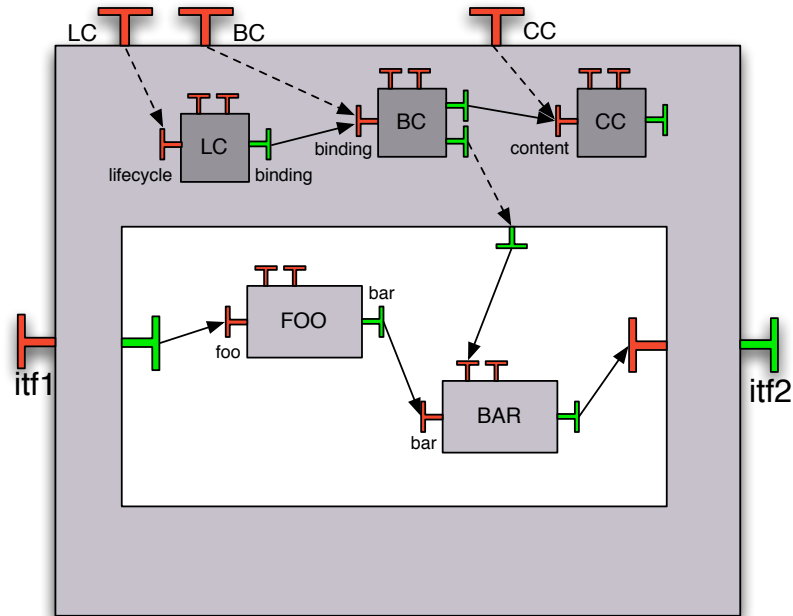 LC
BC
CC
LC
BC
CC
lifecycle
binding
binding
content
FOO
foo
bar
BAR
bar
itf1
itf2